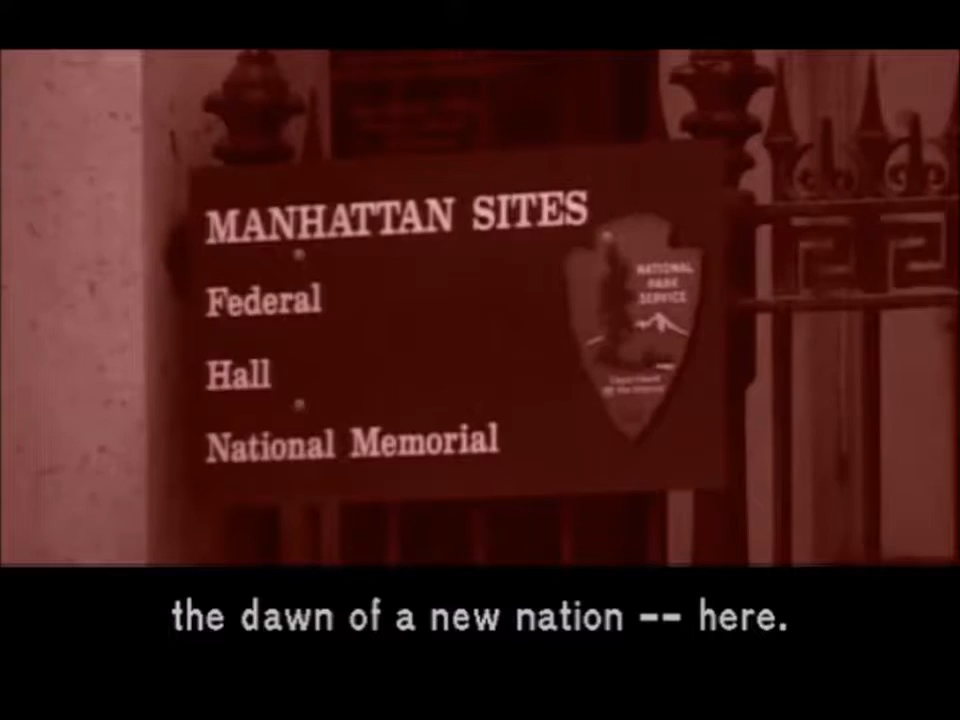 MANHATTAN SITES
Federal
NATIONAL
PARK
SERVICE
Hall
National Memorial
the dawn of a new nation -- here.